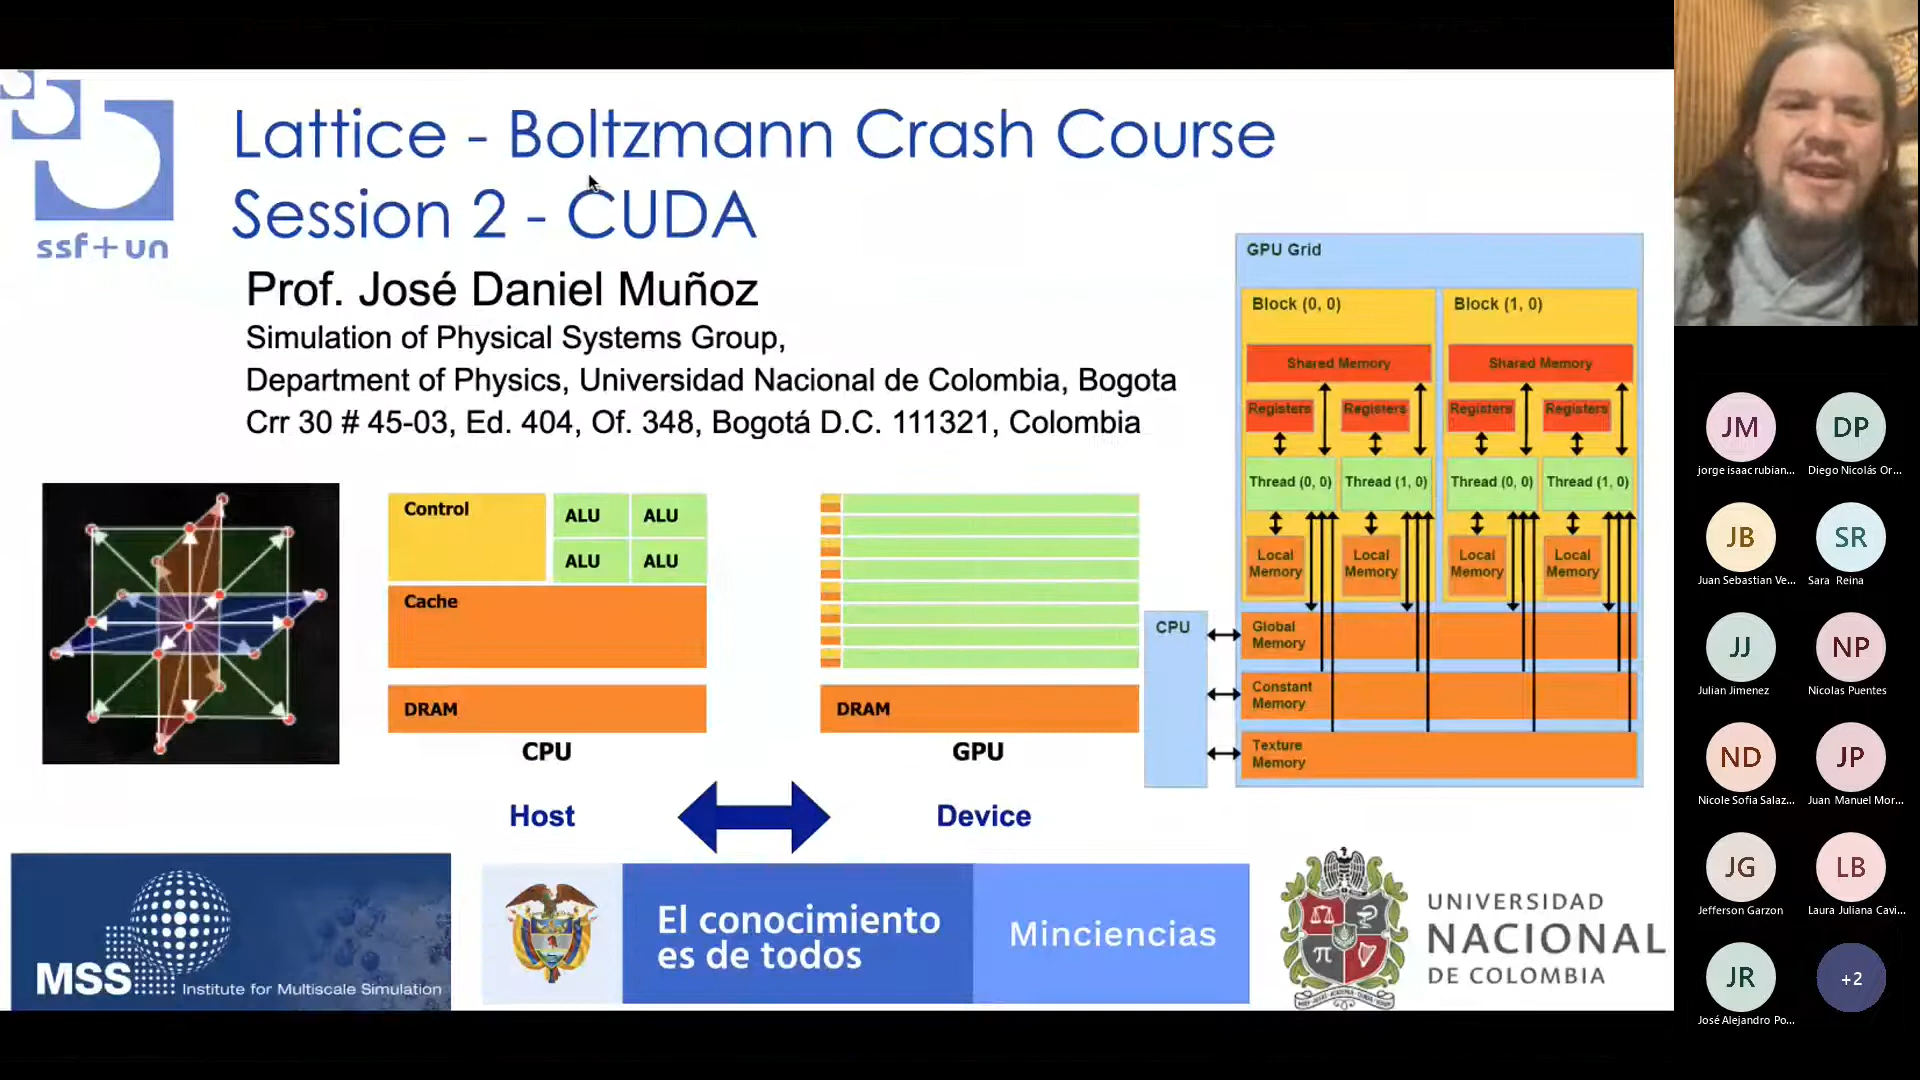 Lattice - Boltzmann Crash Course
Session 2 - CUDA
ssf+un
Prof. José Daniel Muñoz
Simulation of Physical Systems Group,
Department of Physics, Universidad Nacional de Colombia, Bogota
Crr 30 # 45-03, Ed. 404, Of. 348, Bogotá D.C. 111321, Colombia
Control
ALU
ALU
ALU
ALU
Cache
DRAM
CPU
DRAM
GPU
Host
Device
GPU Grid
Block (0, 0)
Block (1, 0)
Shared Memory
Shared Memory
Registers
Registers
Registers
Registers
Thread (0, 0)
Thread (1, 0)
Thread (0, 0)
Thread (1, 0)
Local
Memory
Local
Memory
Local
Memory
Local
Memory
CPU
Global
Memory
Constant
Memory
Texture
Memory
MSS
Institute for Multiscale Simulation
El conocimiento
es de todos
Minciencias
UNIVERSIDAD
NACIONAL
DE COLOMBIA
JM
jorge isaac rubian...
DP
Diego Nicolás Or...
JB
Juan Sebastian Ve...
SR
Sara Reina
JJ
Julian Jimenez
NP
Nicolas Puentes
ND
Nicole Sofia Salaz...
JP
Juan Manuel Mor...
JG
Jefferson Garzon
LB
Laura Juliana Cavi...
JR
José Alejandro Po...
+2